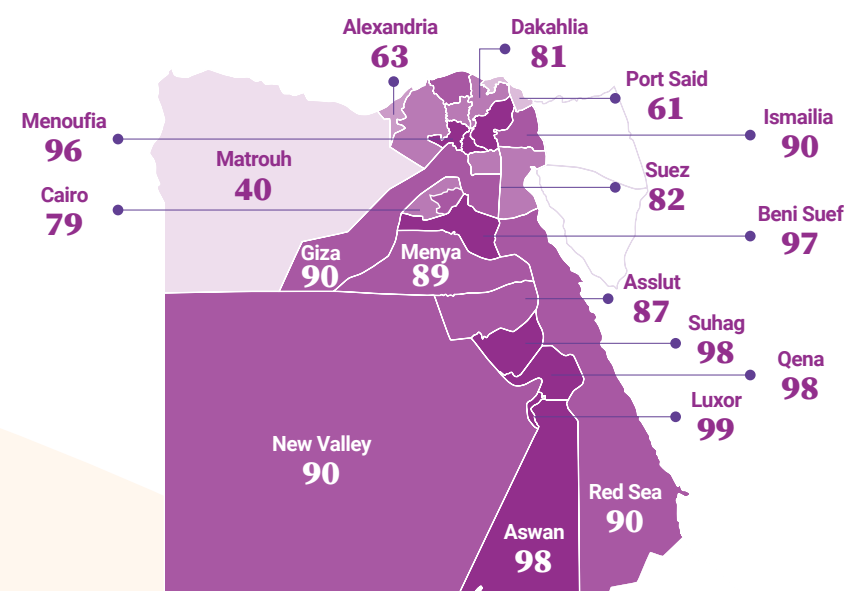 Alexandria
63
Dakahlia
81
Port Said
61
Menoufia
96
Ismailia
90
Matrouh
40
Suez
82
Cairo
79
Beni Suef
97
Giza
90
Menya
89
Asslut
87
Suhag
98
Qena
98
Luxor
99
New Valley
90
Red Sea
90
Aswan
98